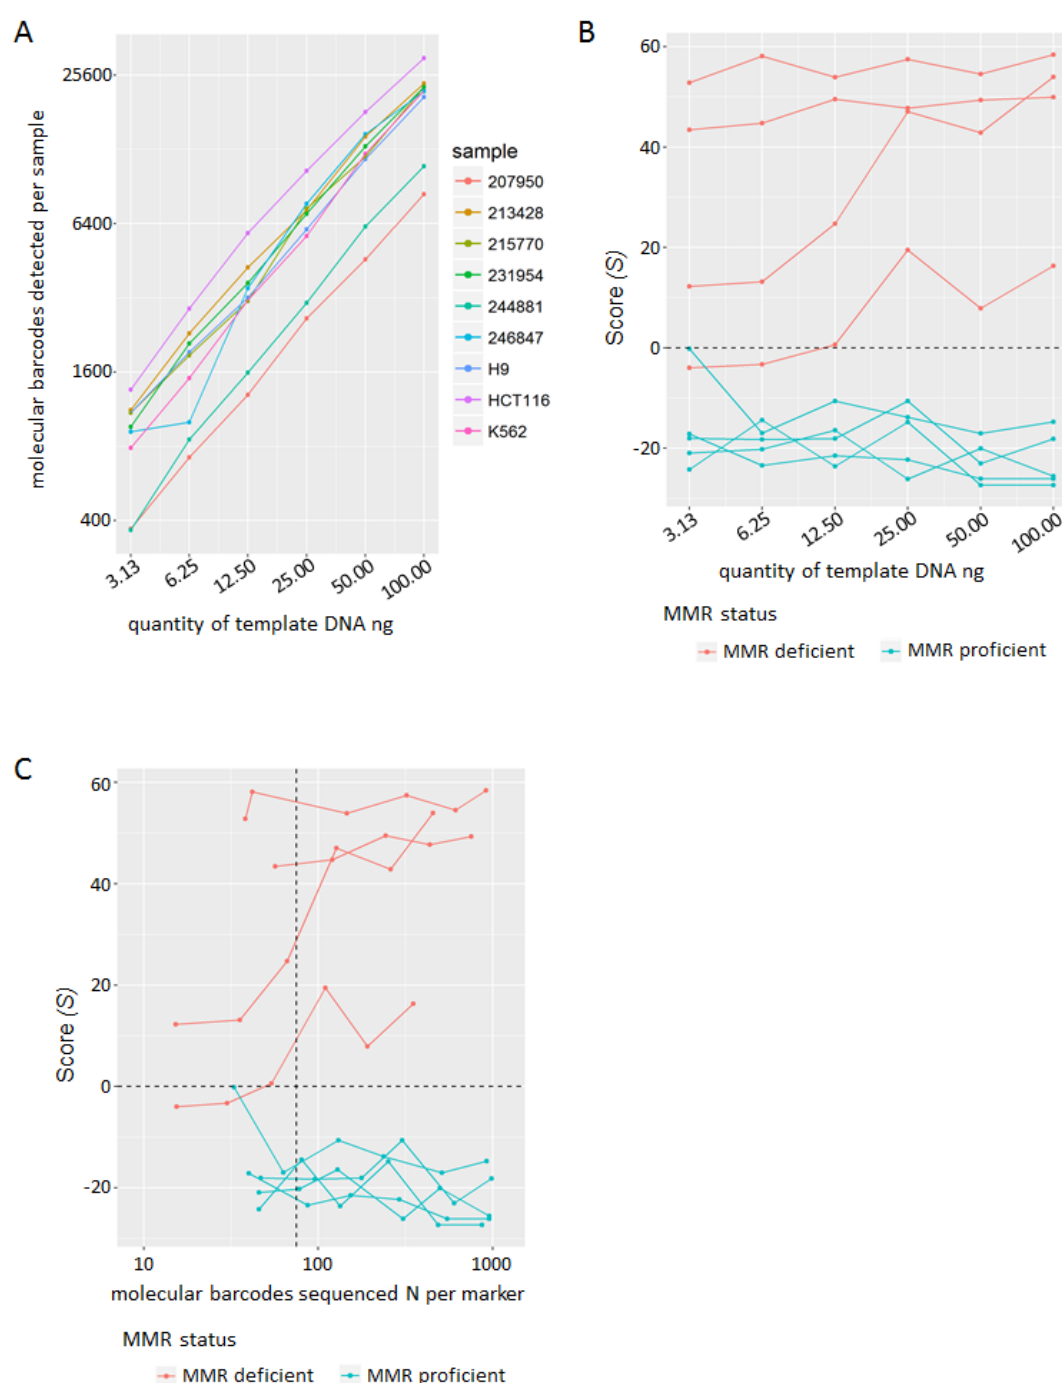 A
molecular barcodes detected per sample
25600
6400
1600
400
3.13
6.25
12.50
25.00
50.00
100.00
quantity of template DNA ng
sample
207950
213428
215770
231954
244881
246847
H9
HCT116
K562
B
Score (S)
60
40
20
0
-20
3.13
6.25
12.50
25.00
50.00
100.00
quantity of template DNA ng
MMR status
MMR deficient
MMR proficient
C
Score (S)
60
40
20
0
-20
10
100
1000
molecular barcodes sequenced N per marker
MMR status
MMR deficient
MMR proficient